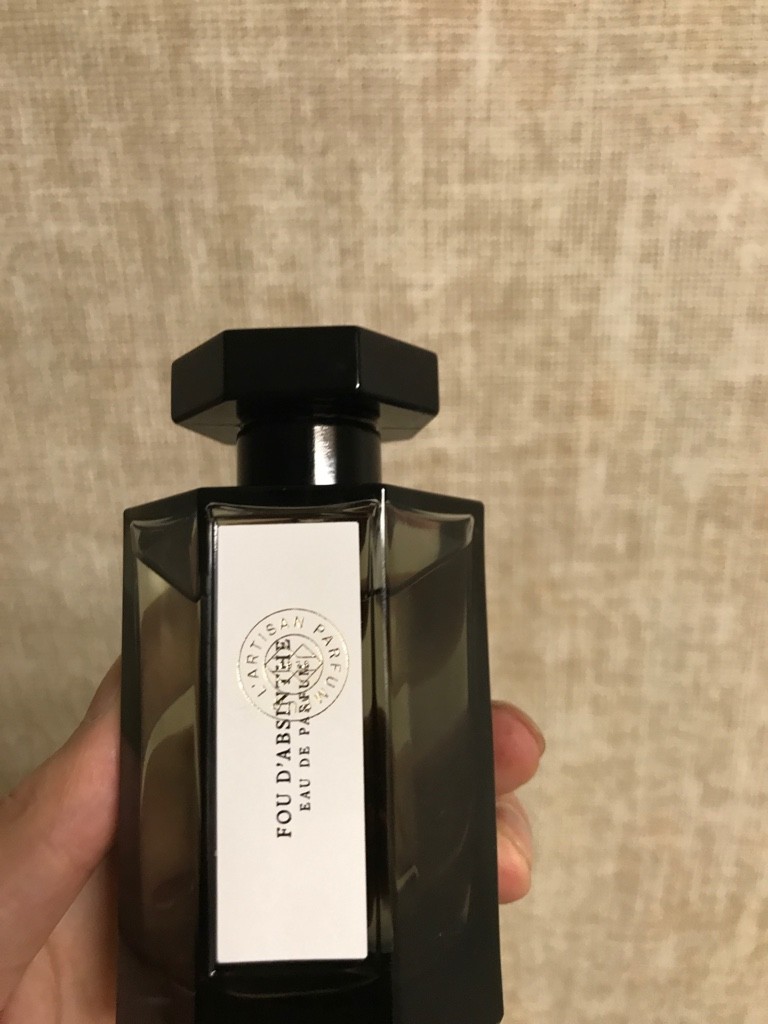 L'ARTISAN PARFUM
FOU D'ABSINTHE
EAU DE PARFUM